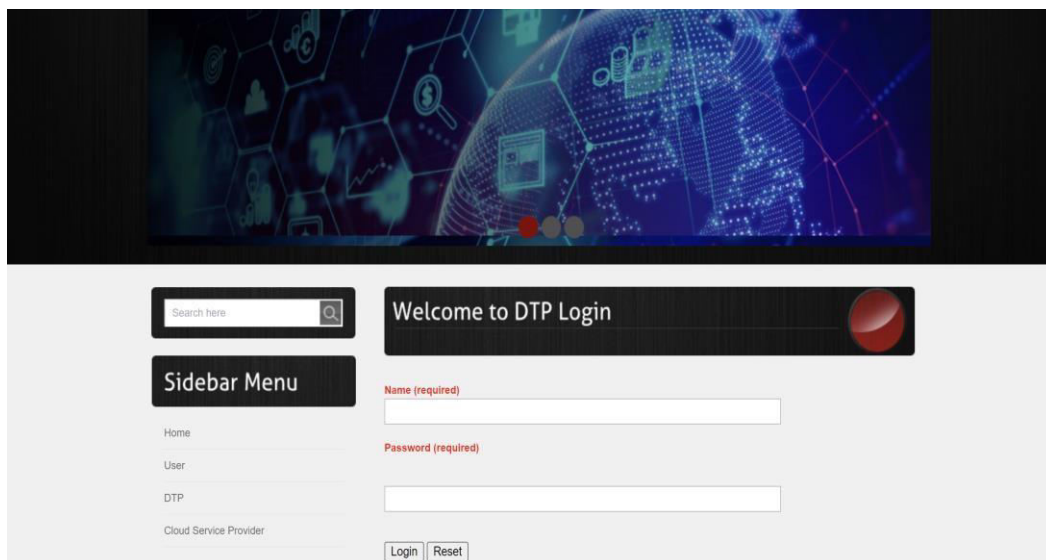 Search here
Welcome to DTP Login
Sidebar Menu
Name (required)
Home
Password (required)
User
DTP
Cloud Service Provider
Login Reset